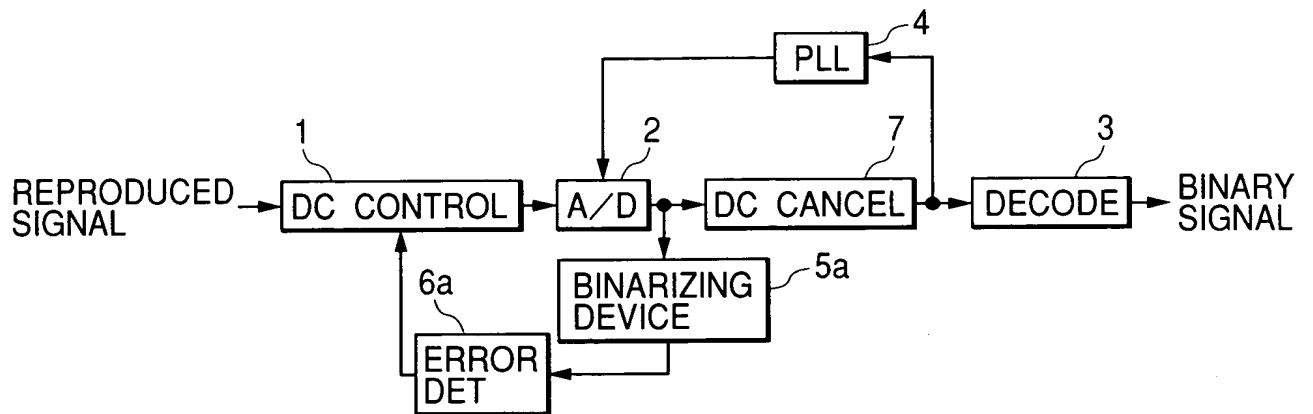 4
PLL
1
2
7
3
REPRODUCED
SIGNAL
DC CONTROL
A/D
DC CANCEL
DECODE
BINARY
SIGNAL
6a
BINARIZING
DEVICE
5a
ERROR
DET